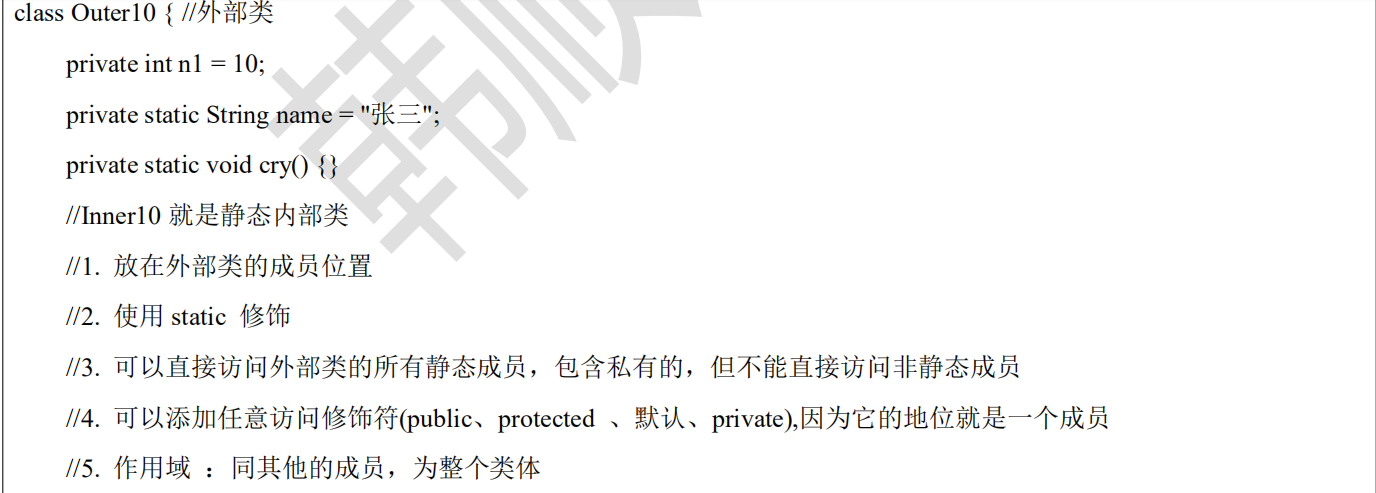 class Outer10 { //外部类
private int n1 = 10;
private static String name = "张三";
private static void cry() {}
//Inner10 就是静态内部类
//1. 放在外部类的成员位置
//2. 使用 static 修饰
//3. 可以直接访问外部类的所有静态成员，包含私有的，但不能直接访问非静态成员
//4. 可以添加任意访问修饰符(public、protected 、默认、private),因为它的地位就是一个成员
//5. 作用域 ：同其他的成员，为整个类体
韩